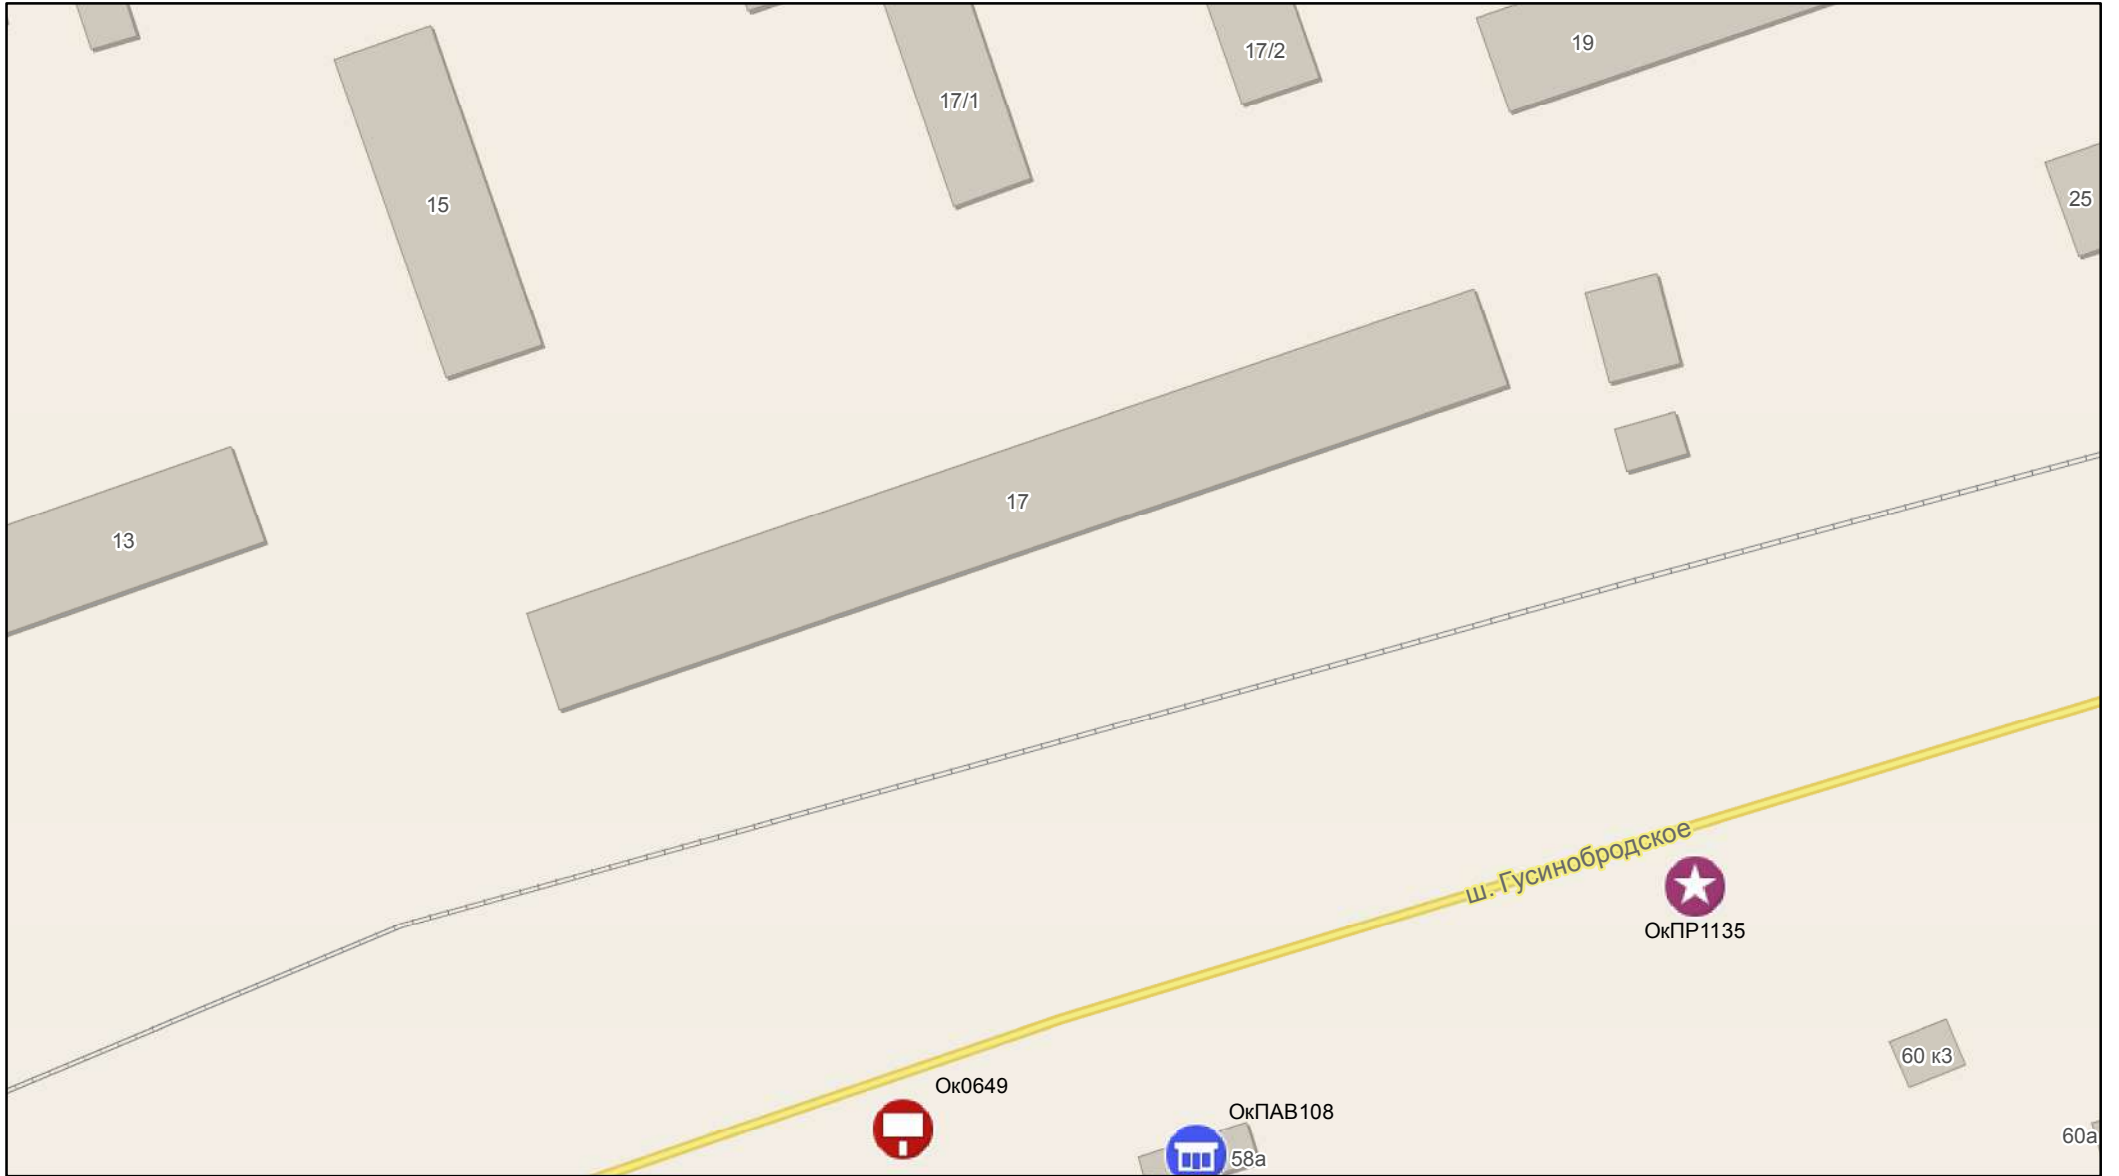 19
17/2
17/1
25
15
17
13
ш. Гусинобродское
ОкПР1135
60 к3
Ок0649
ОкПАВ108
60а
58а